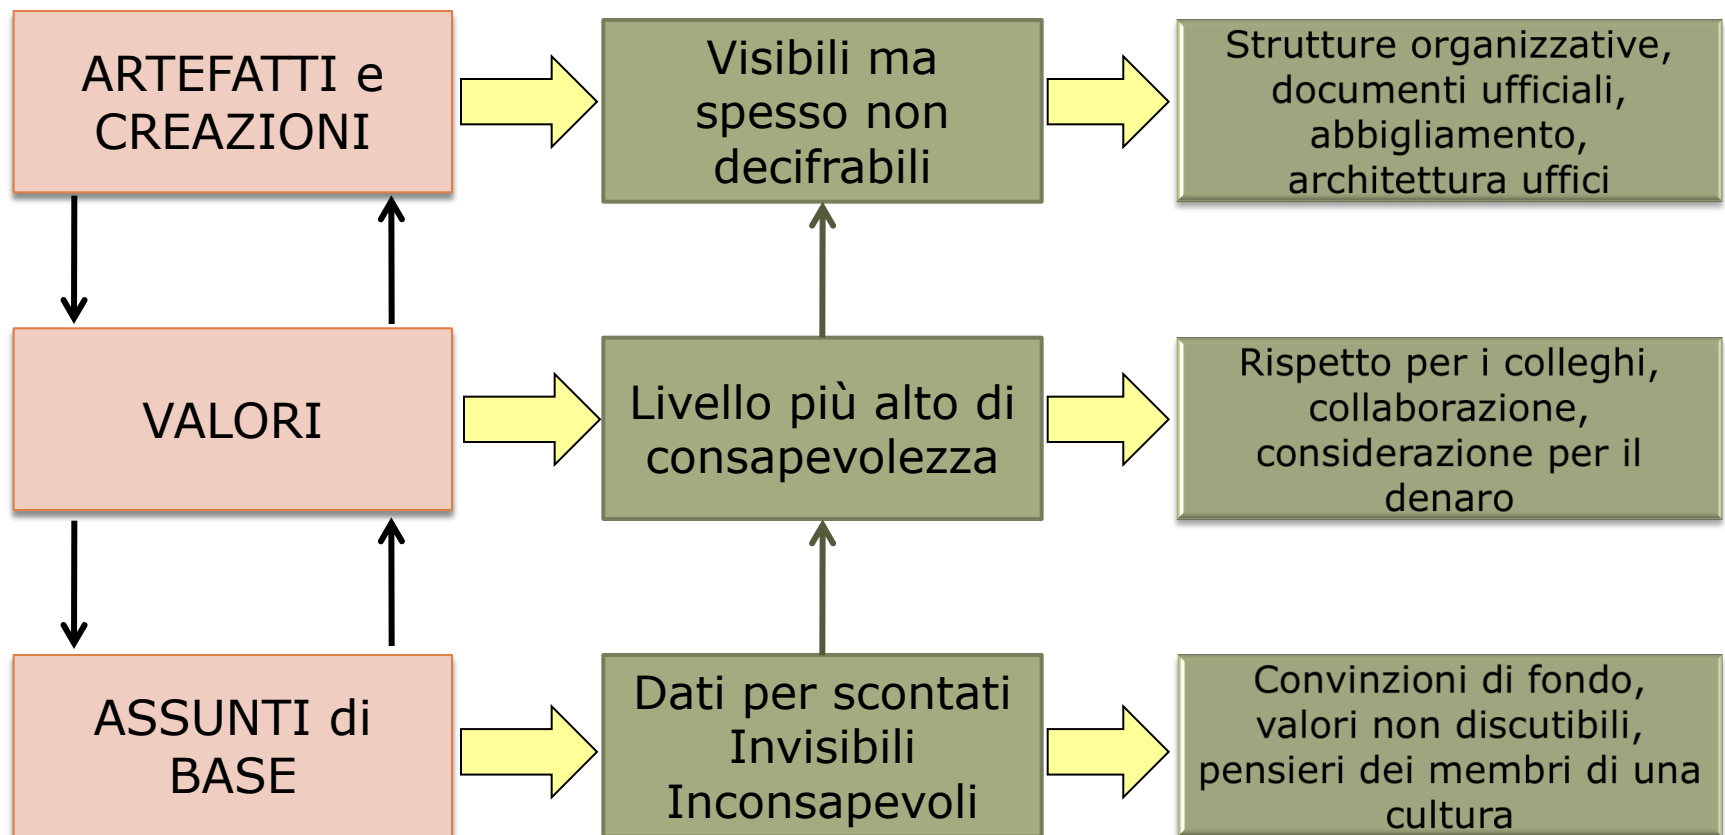 ARTEFATTI e
CREAZIONI
Visibili ma
spesso non
decifrabili
Strutture organizzative,
documenti ufficiali,
abbigliamento,
architettura uffici
VALORI
Livello più alto di
consapevolezza
Rispetto per i colleghi,
collaborazione,
considerazione per il
denaro
ASSUNTI di
BASE
Dati per scontati
Invisibili
Inconsapevoli
Convinzioni di fondo,
valori non discutibili,
pensieri dei membri di una
cultura